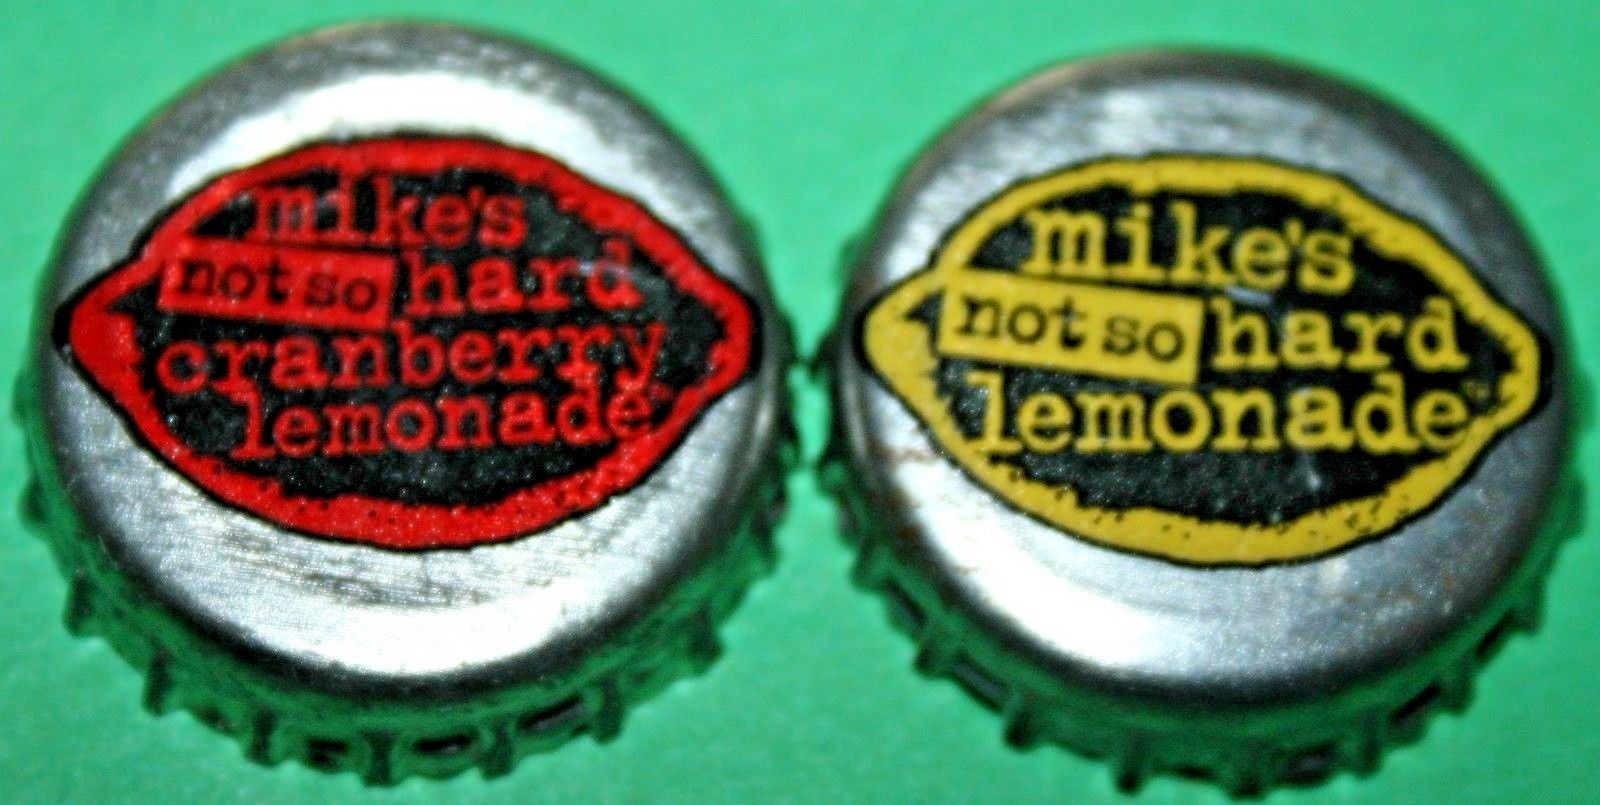 mike's
not so hard
cranberry
lemonade
mike's
not so hard
lemonade